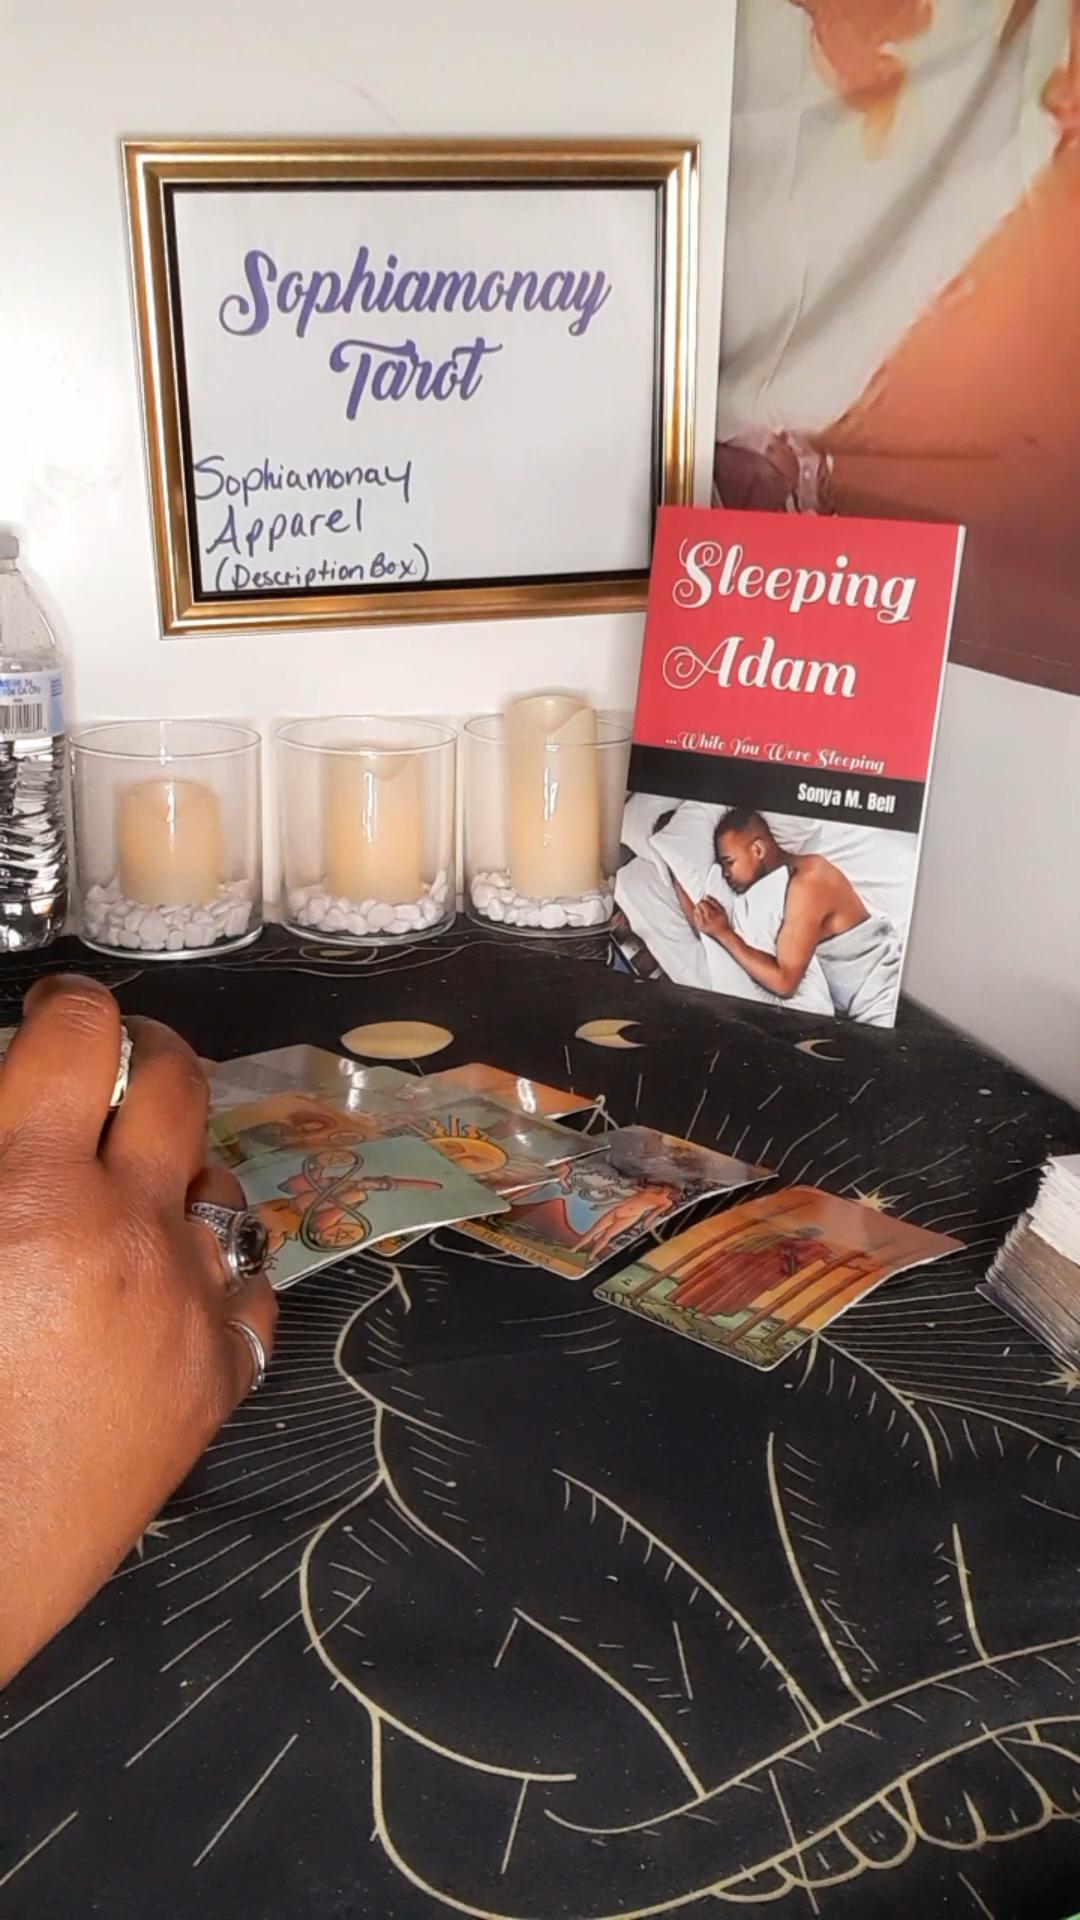 Sophiamonay
Tarot
Sophiamonay
Apparel
(Description Box)
Sleeping
Adam
...While You Were Sleeping
Sonya M. Bell
THE LOVERS